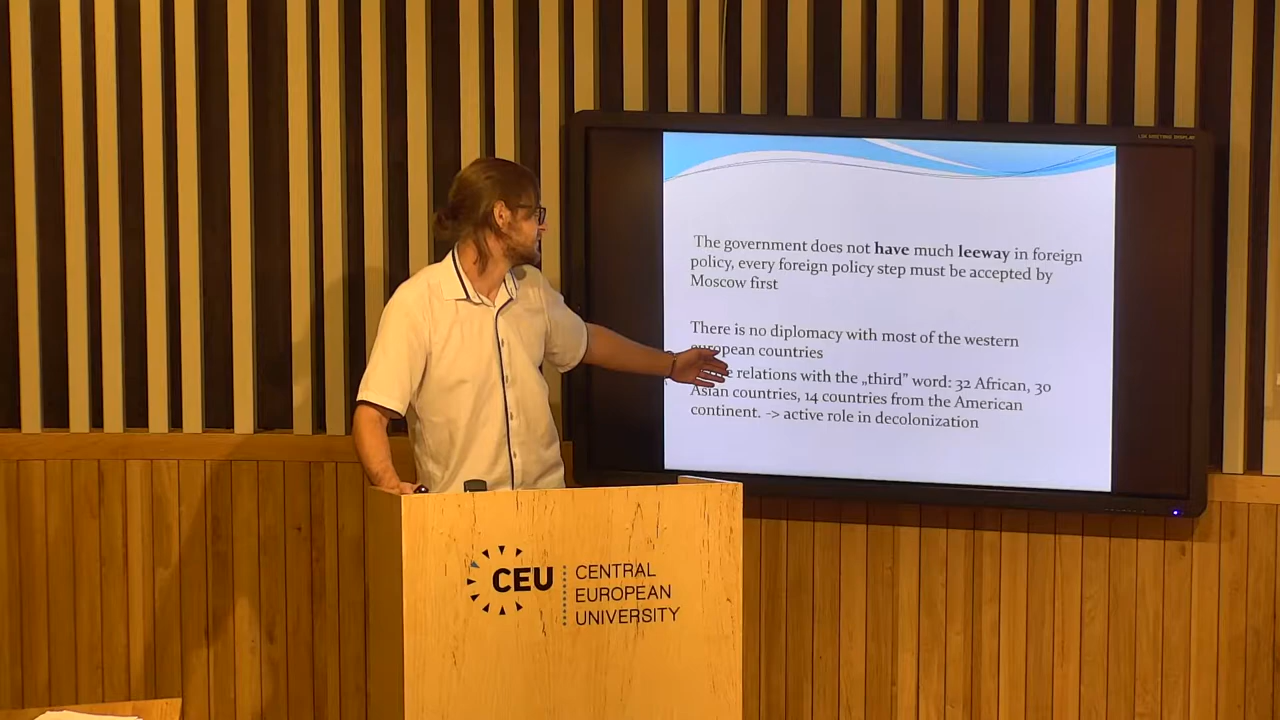 The government does not have much leeway in foreign
policy, every foreign policy step must be accepted by
Moscow first
There is no diplomacy with most of the western
european countries
relations with the „third” word: 32 African, 30
Asian countries, 14 countries from the American
continent. -> active role in decolonization
CEU
CENTRAL
EUROPEAN
UNIVERSITY